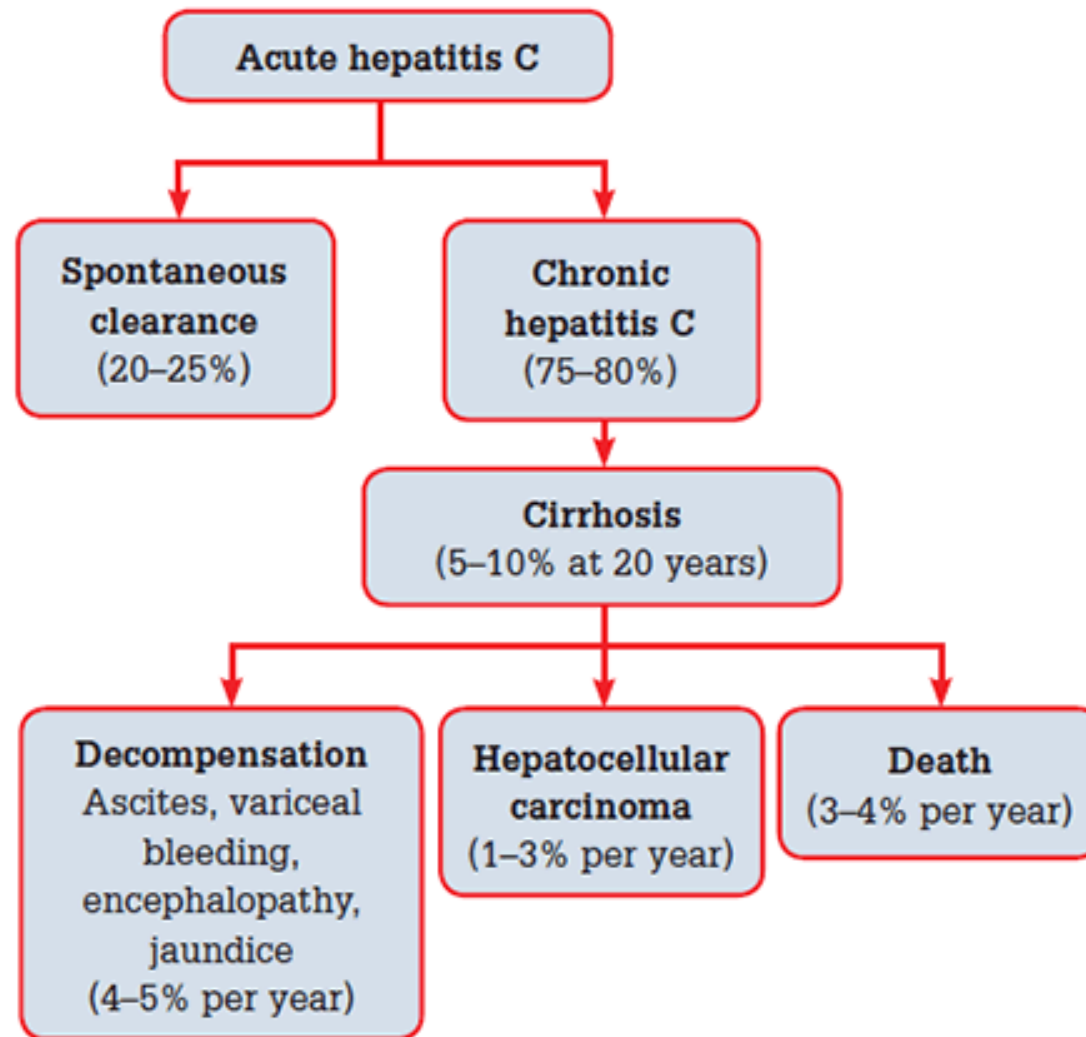 Acute hepatitis C
Spontaneous
clearance
(20–25%)
Chronic
hepatitis C
(75–80%)
Cirrhosis
(5–10% at 20 years)
Decompensation
Ascites, variceal
bleeding,
encephalopathy,
jaundice
(4–5% per year)
Hepatocellular
carcinoma
(1–3% per year)
Death
(3–4% per year)